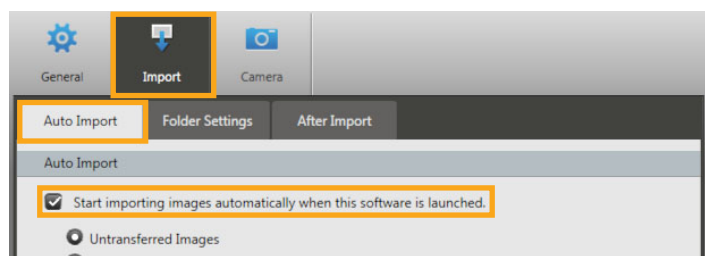 General Import Camera
Auto Import Folder Settings After Import
Auto Import
Start importing images automatically when this software is launched.
Untransferred Images